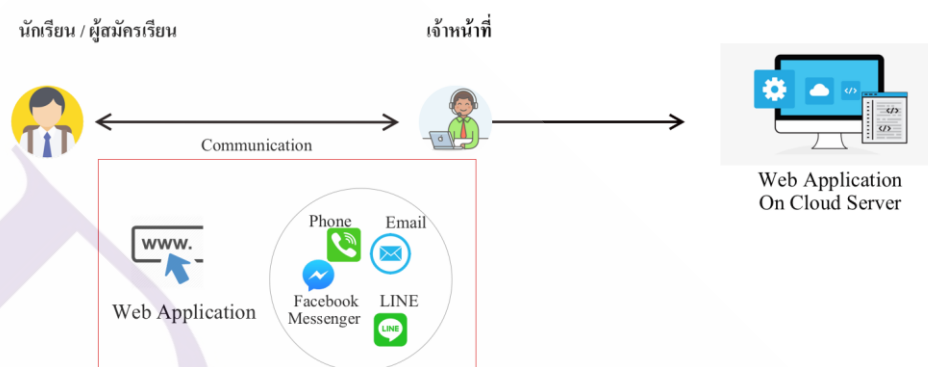 นักเรียน / ผู้สมัครเรียน
เจ้าหน้าที่
Communication
Web Application
On Cloud Server
www.
Web Application
Phone
Email
Facebook
Messenger
LINE
LINE